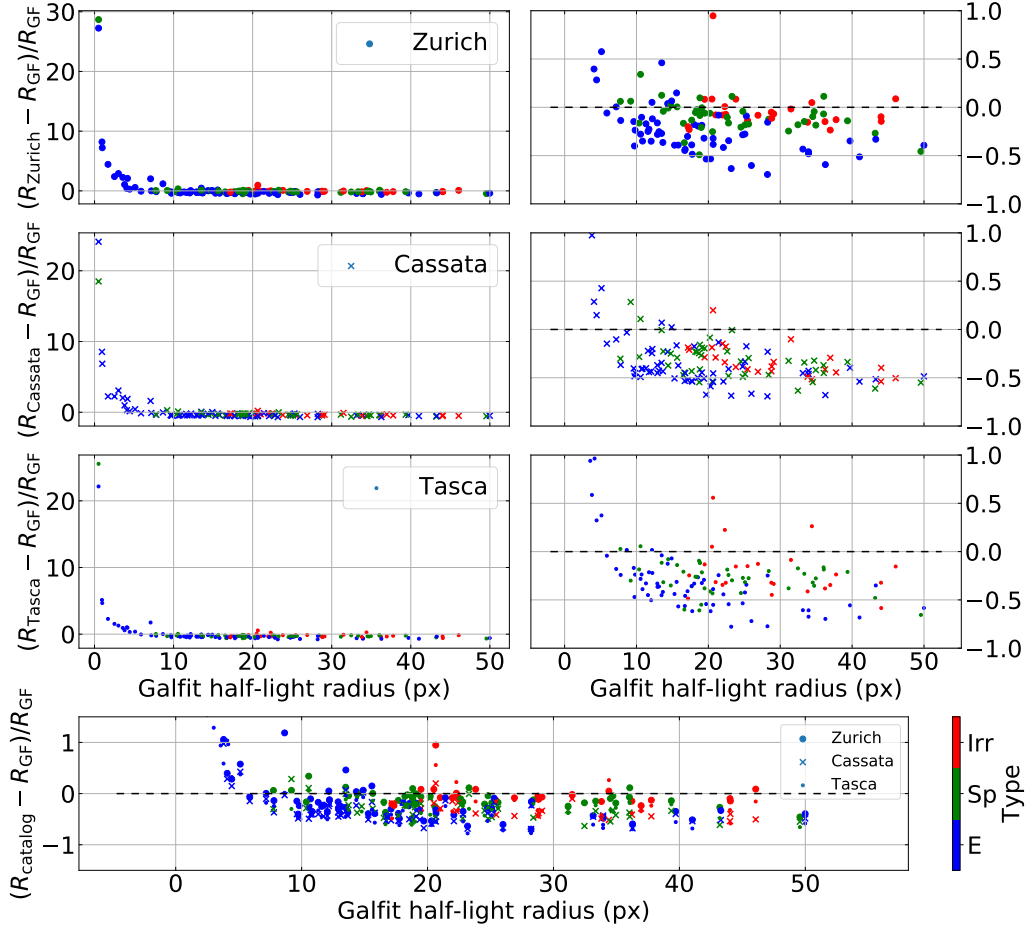 (R_Zurich − R_GF)/R_GF
30
20
10
0
Zurich
1.0
0.5
0.0
−0.5
−1.0
(R_Cassata − R_GF)/R_GF
20
10
0
Cassata
1.0
0.5
0.0
−0.5
−1.0
(R_Tasca − R_GF)/R_GF
20
10
0
Tasca
1.0
0.5
0.0
−0.5
−1.0
0 10 20 30 40 50
Galfit half-light radius (px)
0 10 20 30 40 50
Galfit half-light radius (px)
(R_catalog − R_GF)/R_GF
1
0
−1
Zurich
Cassata
Tasca
0 10 20 30 40 50
Galfit half-light radius (px)
Irr
Sp
E
Type